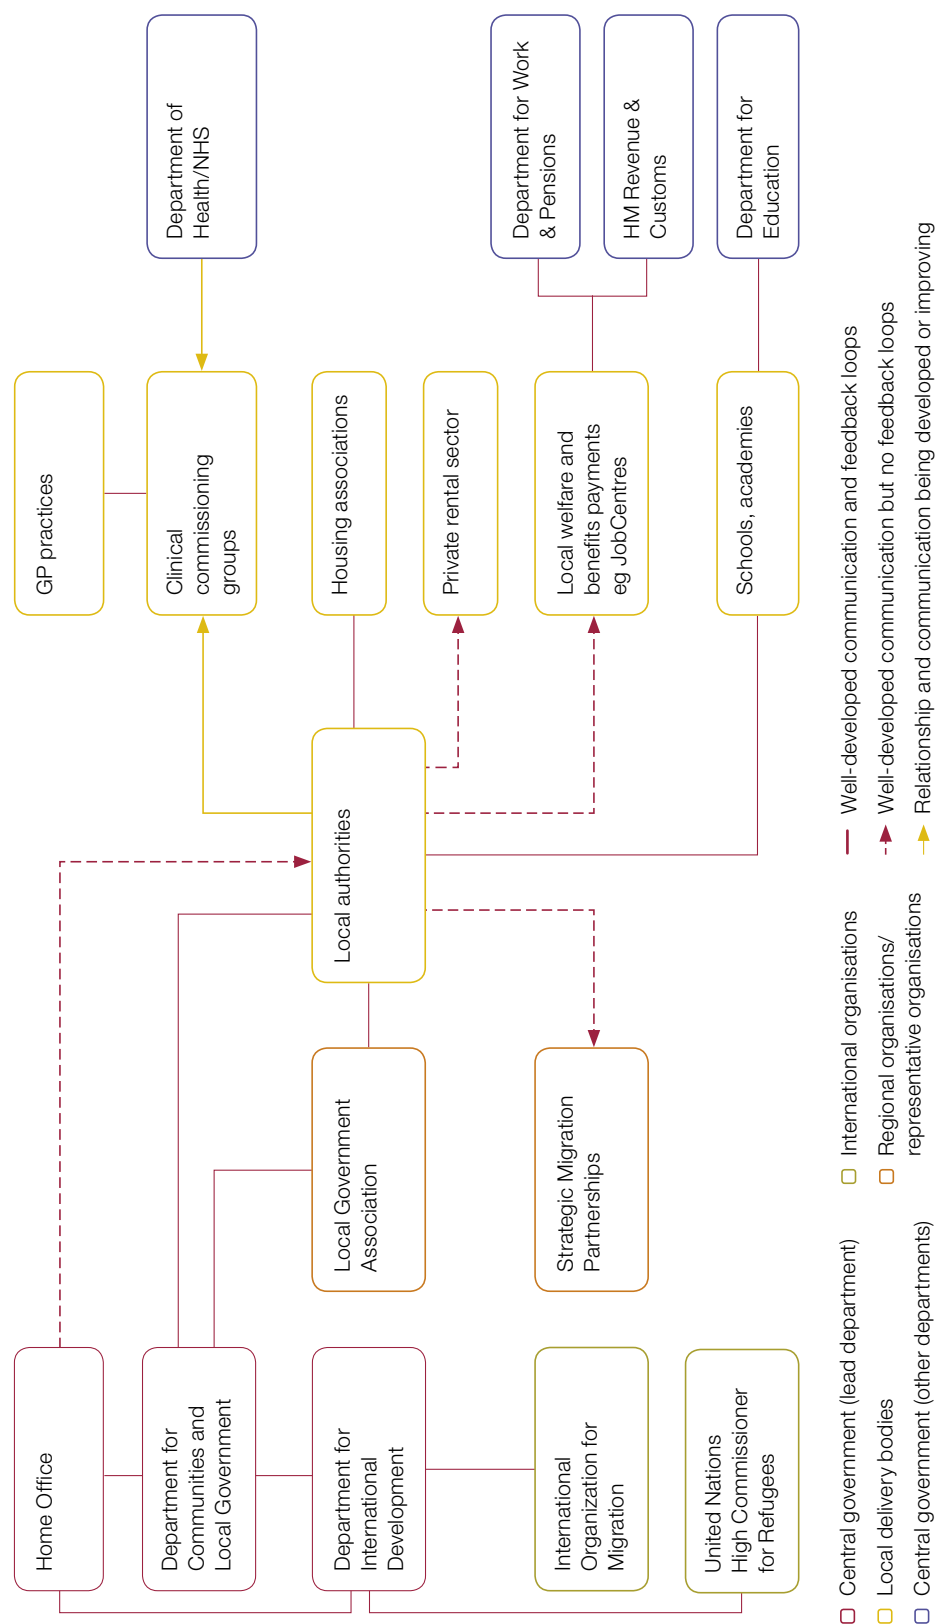 Home Office
Department for
Communities and
Local Government
Department for
International
Development
International
Organization for
Migration
United Nations
High Commissioner
for Refugees
Local Government
Association
Strategic Migration
Partnerships
Local authorities
GP practices
Clinical
commissioning
groups
Housing associations
Private rental sector
Local welfare and
benefits payments
eg JobCentres
Schools, academies
Department of
Health/NHS
Department for Work
& Pensions
HM Revenue &
Customs
Department for
Education
Central government (lead department)
Local delivery bodies
Central government (other departments)
International organisations
Regional organisations/
representative organisations
Well-developed communication and feedback loops
Well-developed communication but no feedback loops
Relationship and communication being developed or improving